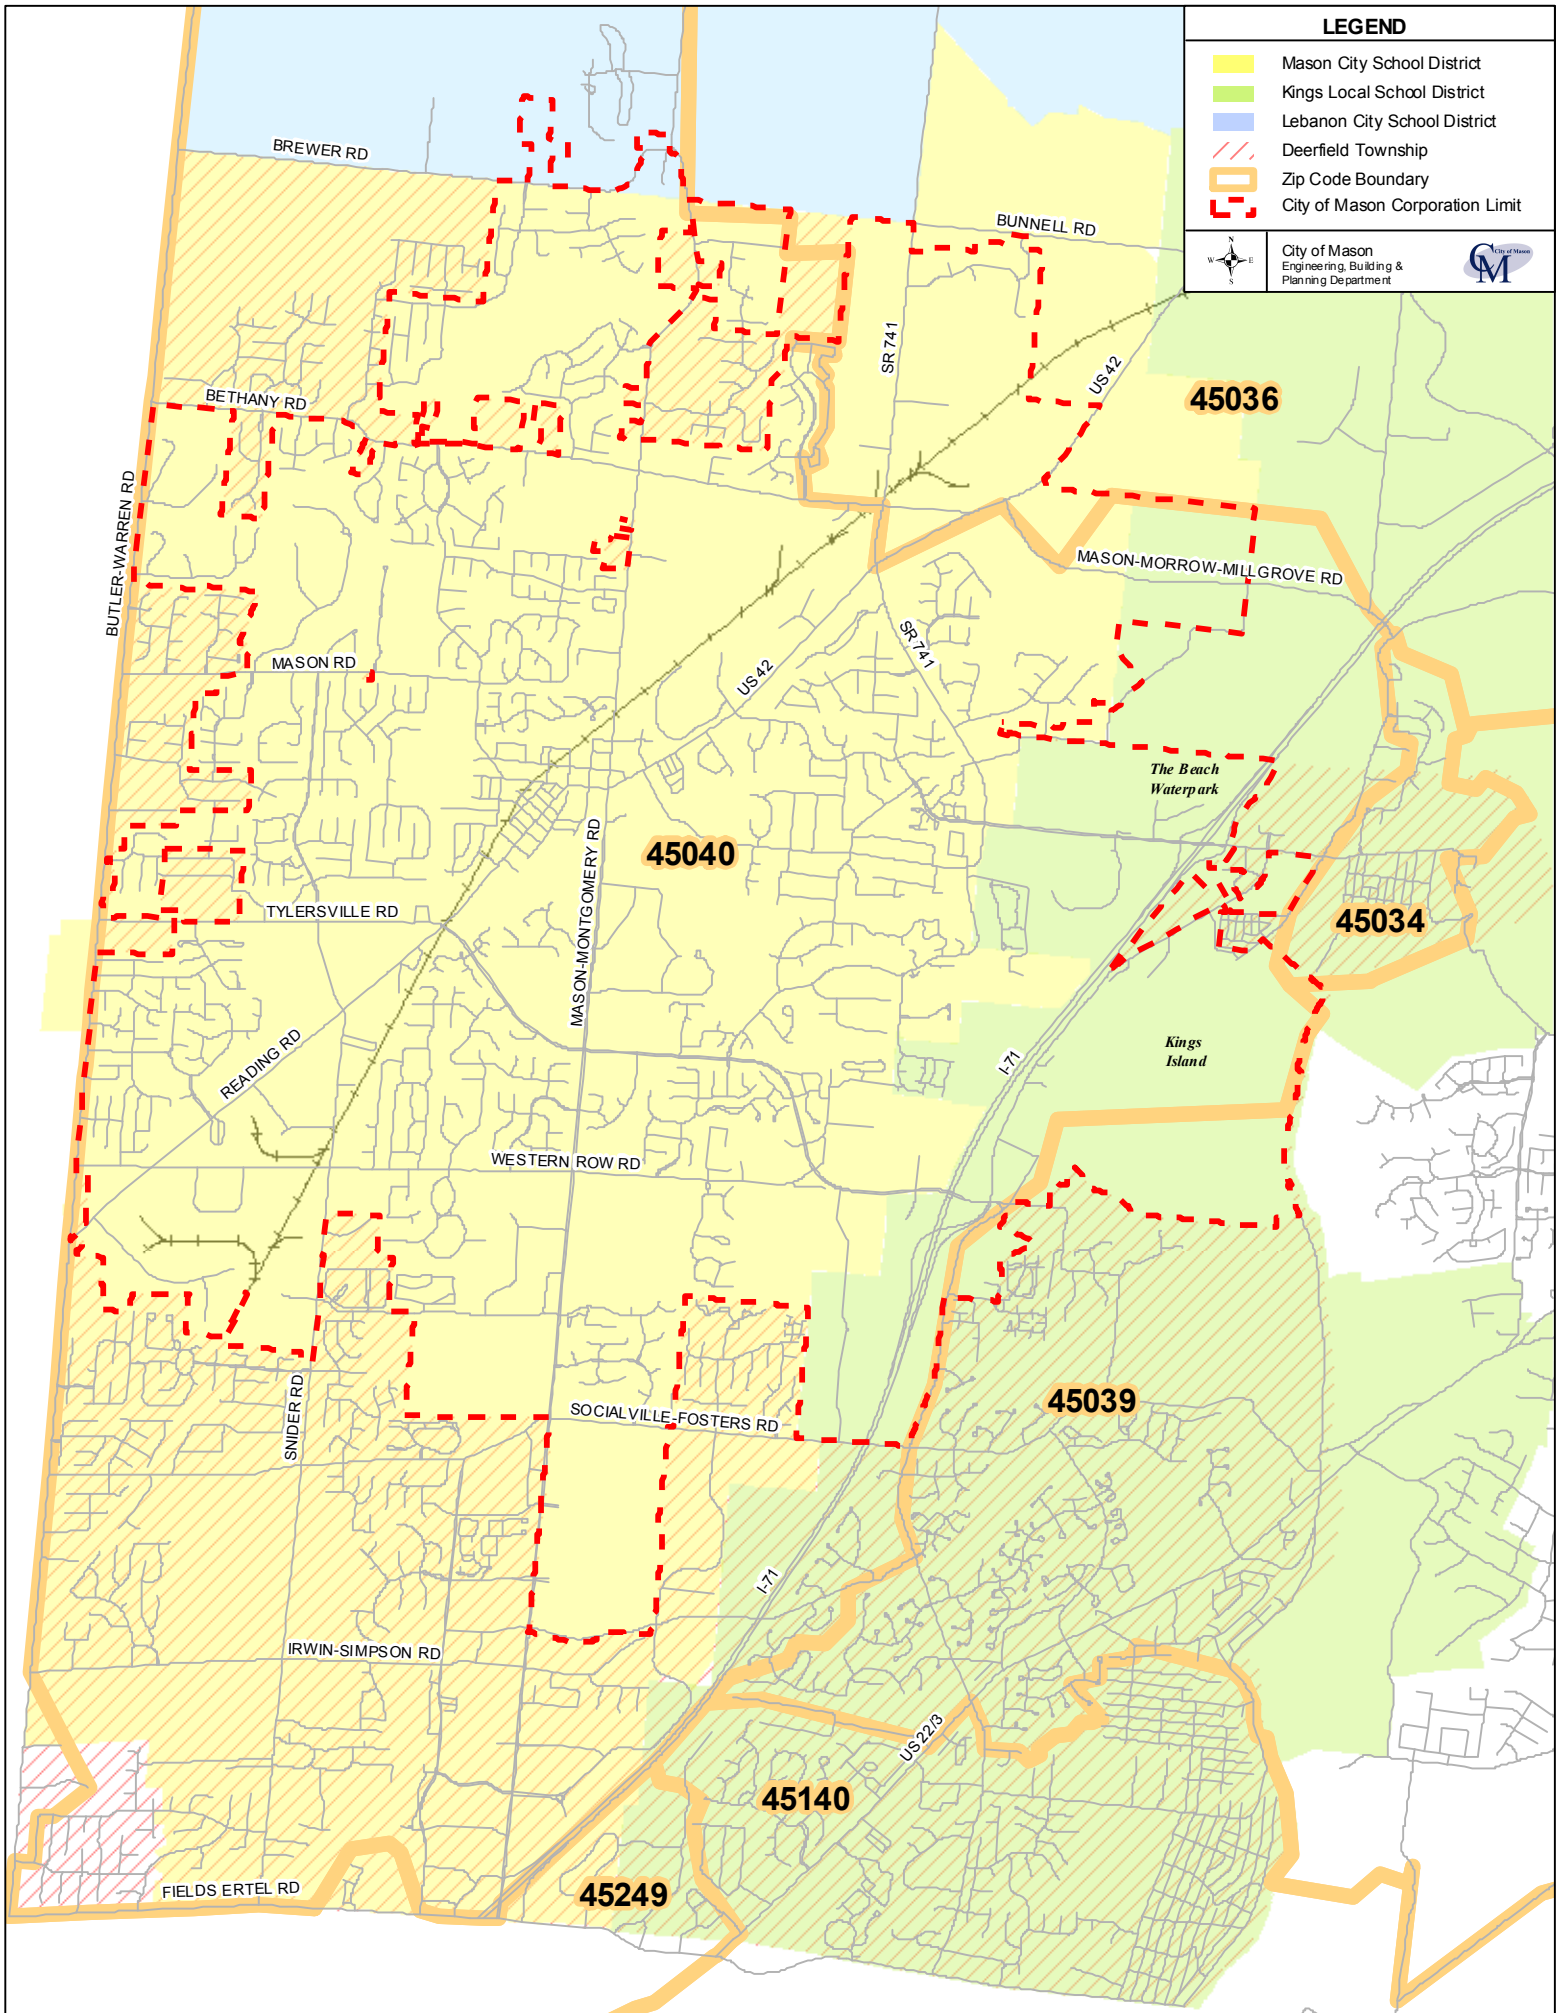 LEGEND
Mason City School District
Kings Local School District
Lebanon City School District
Deerfield Township
Zip Code Boundary
City of Mason Corporation Limit
N
W E
S
City of Mason
Engineering, Building &
Planning Department
City of Mason
CM
BREWER RD
BUNNELL RD
SR 741
US 42
45036
BETHANY RD
BUTLER-WARREN RD
MASON-MORROW-MILLGROVE RD
SR 741
MASON RD
US 42
The Beach
Waterpark
MASON-MONTGOMERY RD
45040
TYLERSVILLE RD
45034
READING RD
I-71
Kings
Island
WESTERN ROW RD
SNIDER RD
SOCIALVILLE-FOSTERS RD
45039
I-71
IRWIN-SIMPSON RD
US 22/3
45140
FIELDS ERTEL RD
45249